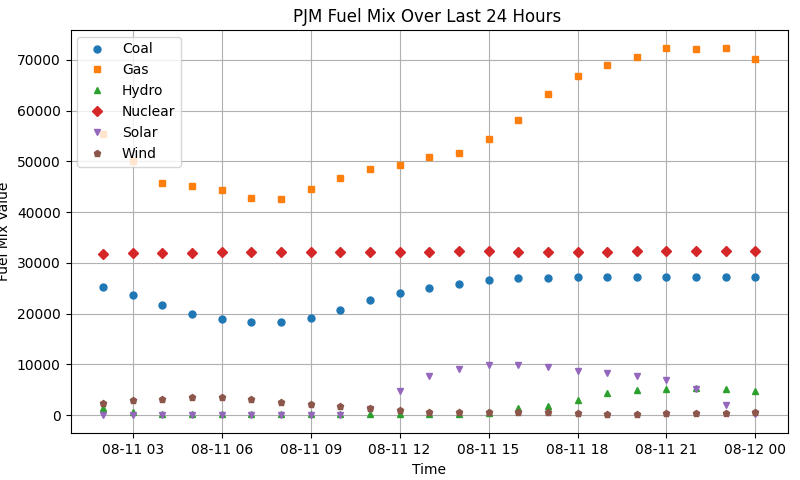 PJM Fuel Mix Over Last 24 Hours
Coal
Gas
Hydro
Nuclear
Solar
Wind
Fuel Mix Value
70000
60000
50000
40000
30000
20000
10000
0
08-11 03 08-11 06 08-11 09 08-11 12 08-11 15 08-11 18 08-11 21 08-12 00
Time